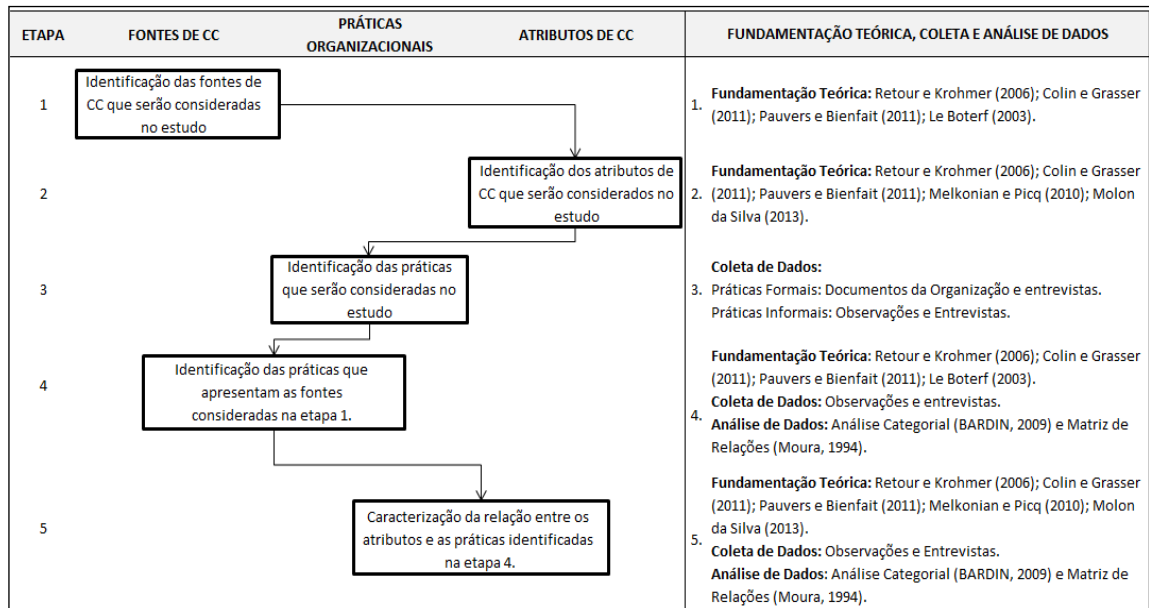 ETAPA
FONTES DE CC
PRÁTICAS
ORGANIZACIONAIS
ATRIBUTOS DE CC
FUNDAMENTAÇÃO TEÓRICA, COLETA E ANÁLISE DE DADOS
1
Identificação das fontes de
CC que serão consideradas
no estudo
1.
Fundamentação Teórica: Retour e Krohmer (2006); Colin e Grasser
(2011); Pauvers e Bienfait (2011); Le Boterf (2003).
2
Identificação dos atributos de
CC que serão considerados no
estudo
2.
Fundamentação Teórica: Retour e Krohmer (2006); Colin e Grasser
(2011); Pauvers e Bienfait (2011); Melkonian e Picq (2010); Molon
da Silva (2013).
3
Identificação das práticas
que serão consideradas no
estudo
3.
Coleta de Dados:
Práticas Formais: Documentos da Organização e entrevistas.
Práticas Informais: Observações e Entrevistas.
4
Identificação das práticas que
apresentam as fontes
consideradas na etapa 1.
4.
Fundamentação Teórica: Retour e Krohmer (2006); Colin e Grasser
(2011); Pauvers e Bienfait (2011); Le Boterf (2003).
Coleta de Dados: Observações e entrevistas.
Análise de Dados: Análise Categorial (BARDIN, 2009) e Matriz de
Relações (Moura, 1994).
5
Caracterização da relação entre os
atributos e as práticas identificadas
na etapa 4.
5.
Fundamentação Teórica: Retour e Krohmer (2006); Colin e Grasser
(2011); Pauvers e Bienfait (2011); Melkonian e Picq (2010); Molon
da Silva (2013).
Coleta de Dados: Observações e Entrevistas.
Análise de Dados: Análise Categorial (BARDIN, 2009) e Matriz de
Relações (Moura, 1994).